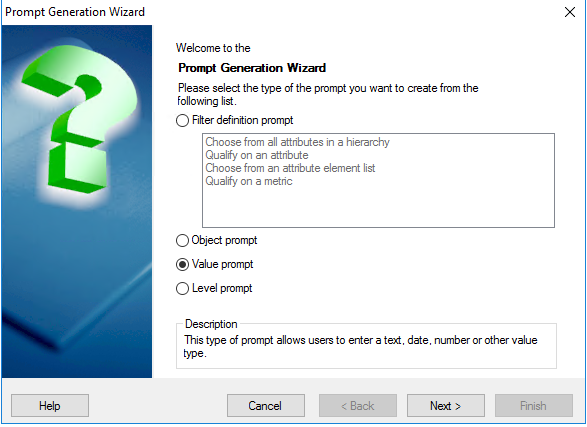 Prompt Generation Wizard
Welcome to the
Prompt Generation Wizard
Please select the type of the prompt you want to create from the
following list.
Filter definition prompt
Choose from all attributes in a hierarchy
Qualify on an attribute
Choose from an attribute element list
Qualify on a metric
Object prompt
Value prompt
Level prompt
Description
This type of prompt allows users to enter a text, date, number or other value
type.
Help
Cancel
< Back
Next >
Finish